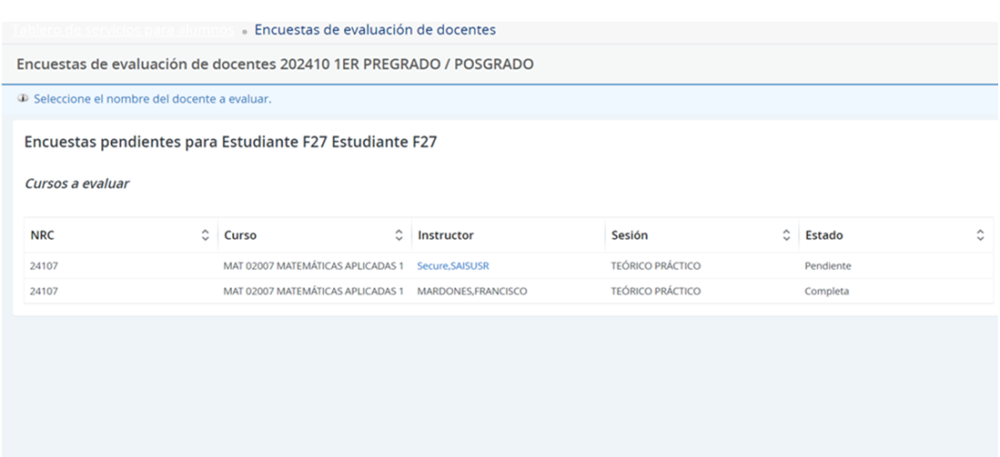 Tablero de servicios para alumnos • Encuestas de evaluación de docentes
Encuestas de evaluación de docentes 202410 1ER PREGRADO / POSGRADO
Seleccione el nombre del docente a evaluar.
Encuestas pendientes para Estudiante F27 Estudiante F27
Cursos a evaluar
NRC Curso Instructor Sesión Estado
24107 MAT 02007 MATEMÁTICAS APLICADAS 1 Secure,SAISUSR TEÓRICO PRÁCTICO Pendiente
24107 MAT 02007 MATEMÁTICAS APLICADAS 1 MARDONES,FRANCISCO TEÓRICO PRÁCTICO Completa